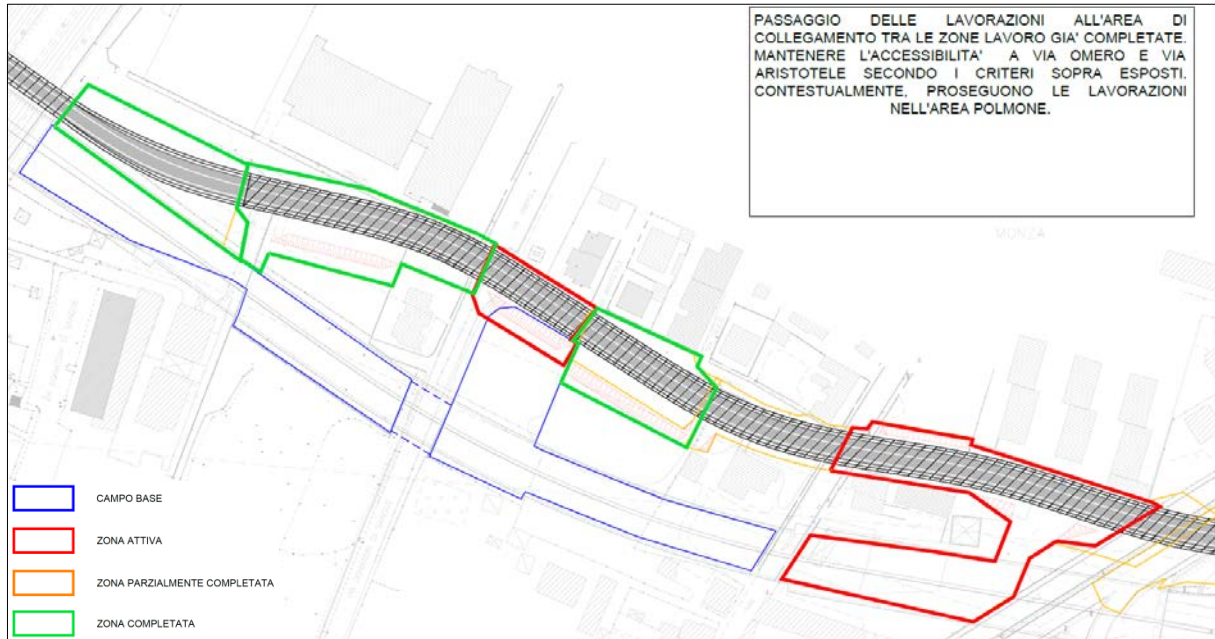 PASSAGGIO DELLE LAVORAZIONI ALL'AREA DI
COLLEGAMENTO TRA LE ZONE LAVORO GIA' COMPLETATE.
MANTENERE L'ACCESSIBILITA' A VIA OMERO E VIA
ARISTOTELE SECONDO I CRITERI SOPRA ESPOSTI.
CONTESTUALMENTE, PROSEGUONO LE LAVORAZIONI
NELL'AREA POLMONE.
MONZA
CAMPO BASE
ZONA ATTIVA
ZONA PARZIALMENTE COMPLETATA
ZONA COMPLETATA